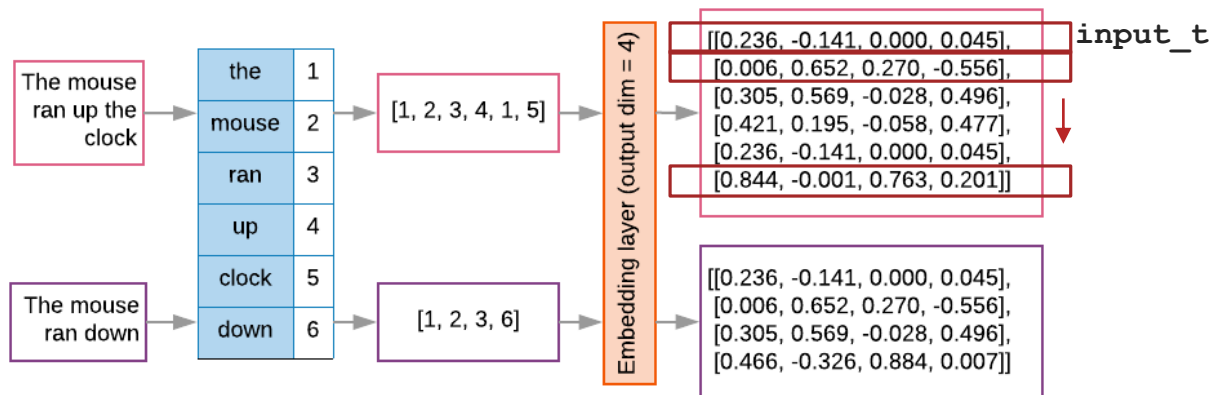 The mouse
ran up the
clock
the 1
mouse 2
ran 3
up 4
clock 5
down 6
[1, 2, 3, 4, 1, 5]
Embedding layer (output dim = 4)
[[0.236, -0.141, 0.000, 0.045],
[0.006, 0.652, 0.270, -0.556],
[0.305, 0.569, -0.028, 0.496],
[0.421, 0.195, -0.058, 0.477],
[0.236, -0.141, 0.000, 0.045],
[0.844, -0.001, 0.763, 0.201]]
input_t
The mouse
ran down
[1, 2, 3, 6]
[[0.236, -0.141, 0.000, 0.045],
[0.006, 0.652, 0.270, -0.556],
[0.305, 0.569, -0.028, 0.496],
[0.466, -0.326, 0.884, 0.007]]